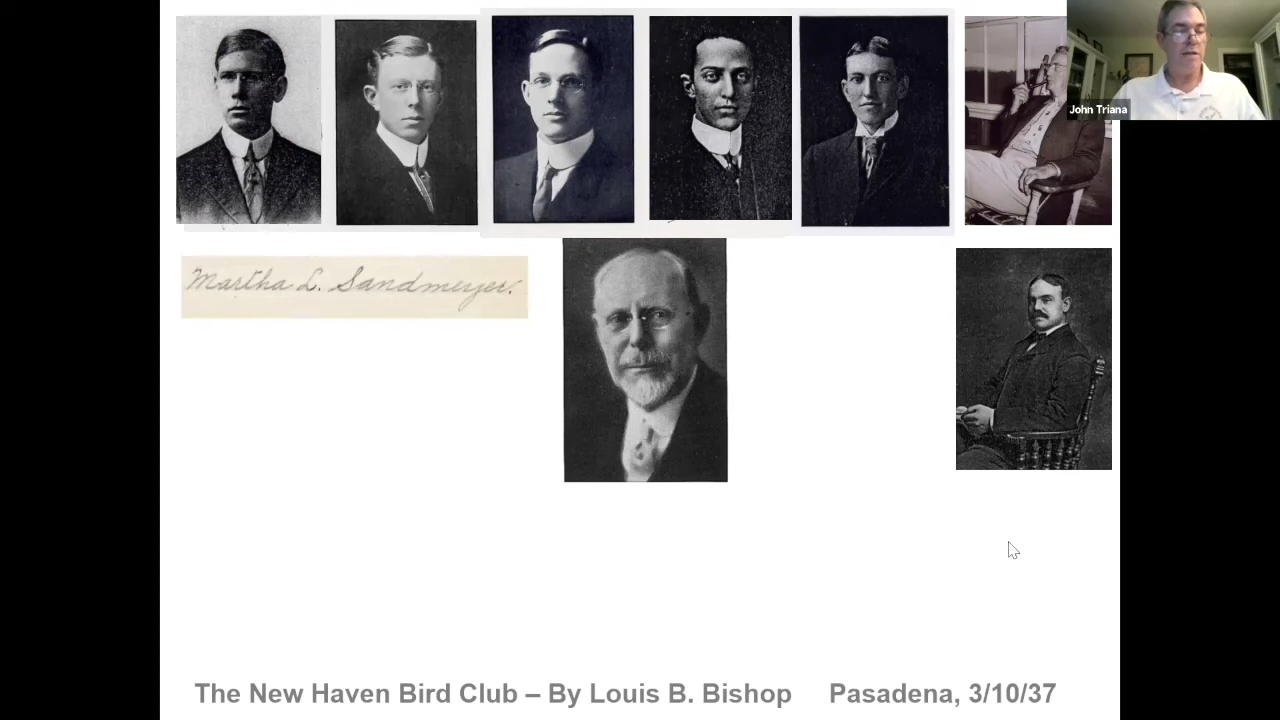 John Triana
Martha L. Sandmeyer.
The New Haven Bird Club – By Louis B. Bishop Pasadena, 3/10/37